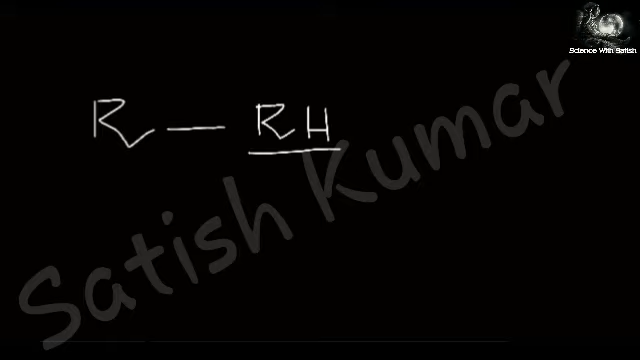 Science With Satish
R — RH
Satish Kumar